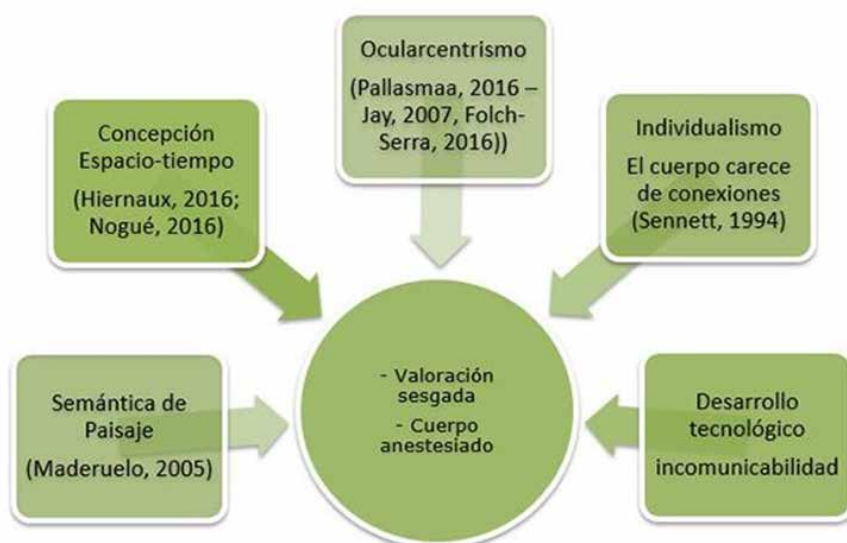 Ocularcentrismo
(Pallasmaa, 2016 –
Jay, 2007, Folch-
Serra, 2016))
Concepción
Espacio-tiempo
(Hiernaux, 2016;
Nogué, 2016)
Individualismo
El cuerpo carece
de conexiones
(Sennett, 1994)
Semántica de
Paisaje
(Maderuelo, 2005)
- Valoración
sesgada
- Cuerpo
anestesiado
Desarrollo
tecnológico
incomunicabilidad